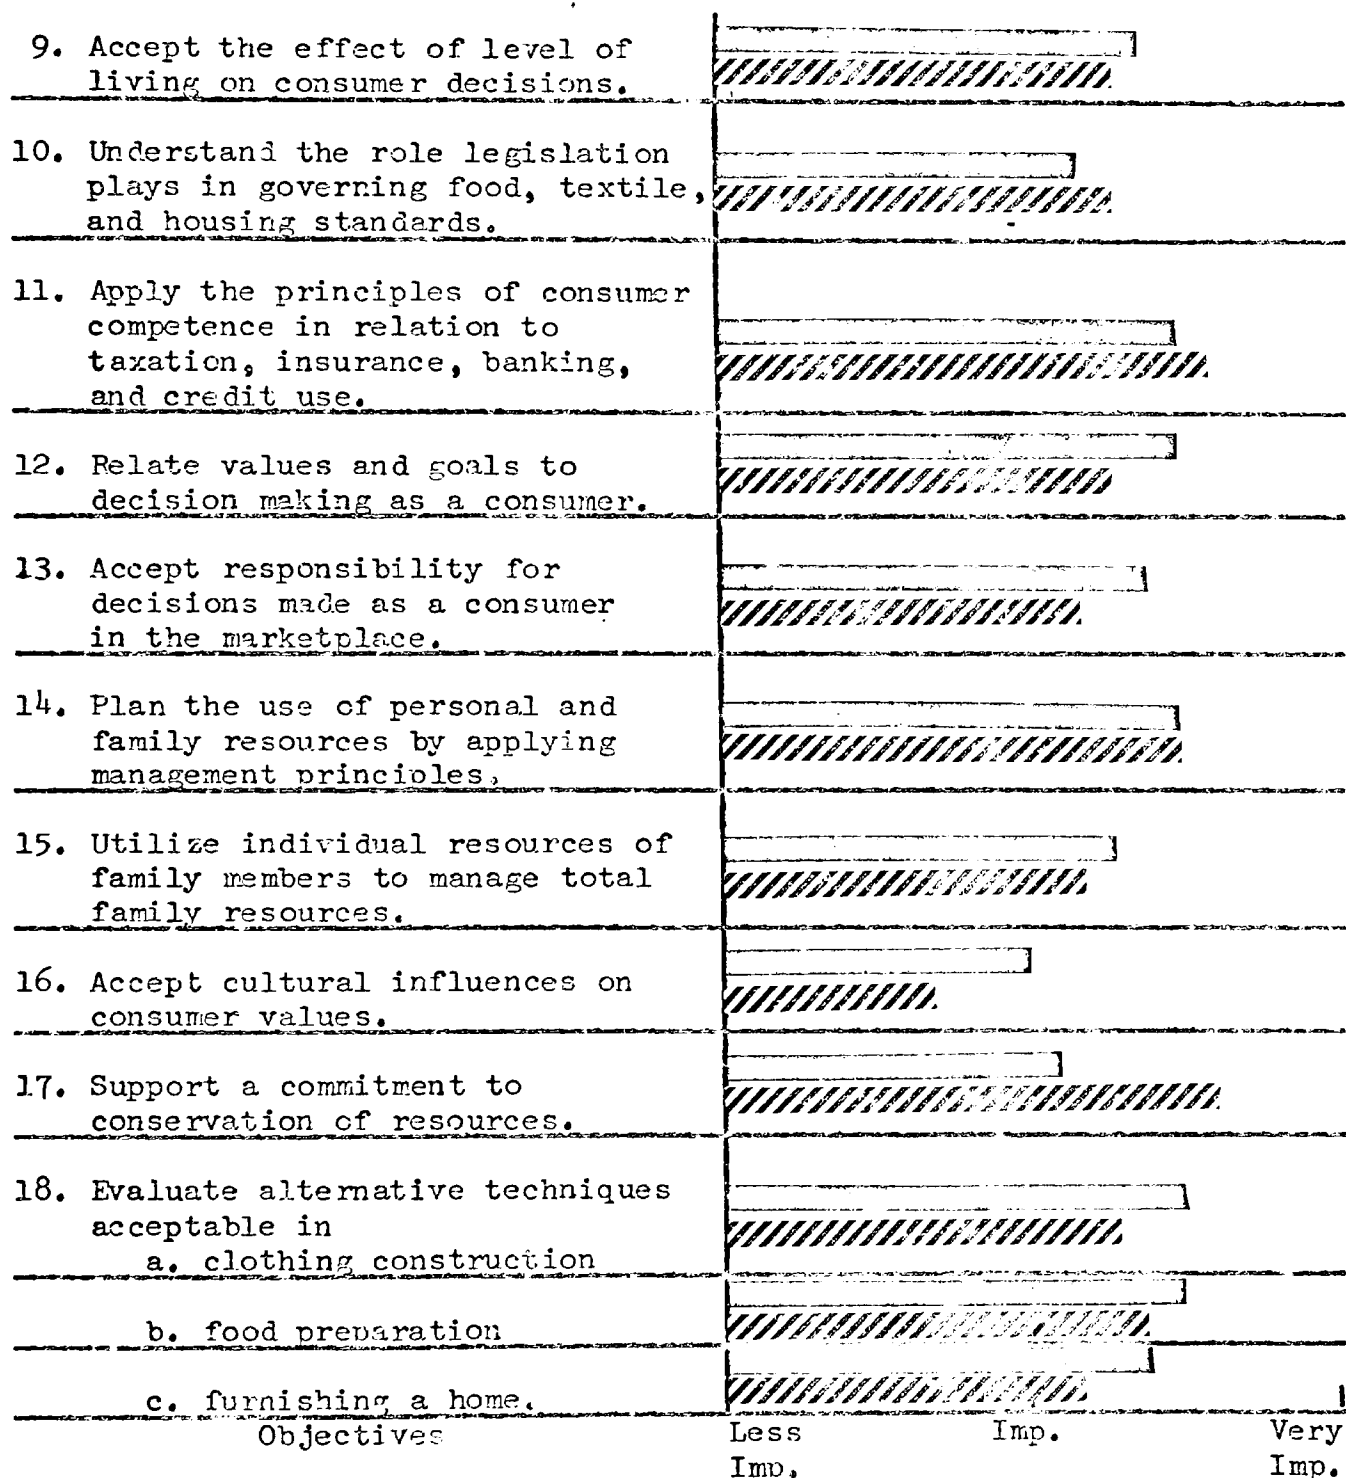 9. Accept the effect of level of
living on consumer decisions.
10. Understand the role legislation
plays in governing food, textile,
and housing standards.
11. Apply the principles of consumer
competence in relation to
taxation, insurance, banking,
and credit use.
12. Relate values and goals to
decision making as a consumer.
13. Accept responsibility for
decisions made as a consumer
in the marketplace.
14. Plan the use of personal and
family resources by applying
management principles.
15. Utilize individual resources of
family members to manage total
family resources.
16. Accept cultural influences on
consumer values.
17. Support a commitment to
conservation of resources.
18. Evaluate alternative techniques
acceptable in
a. clothing construction
b. food preparation
c. furnishing a home.
Objectives Less Imp. Very
Imp. Imp.